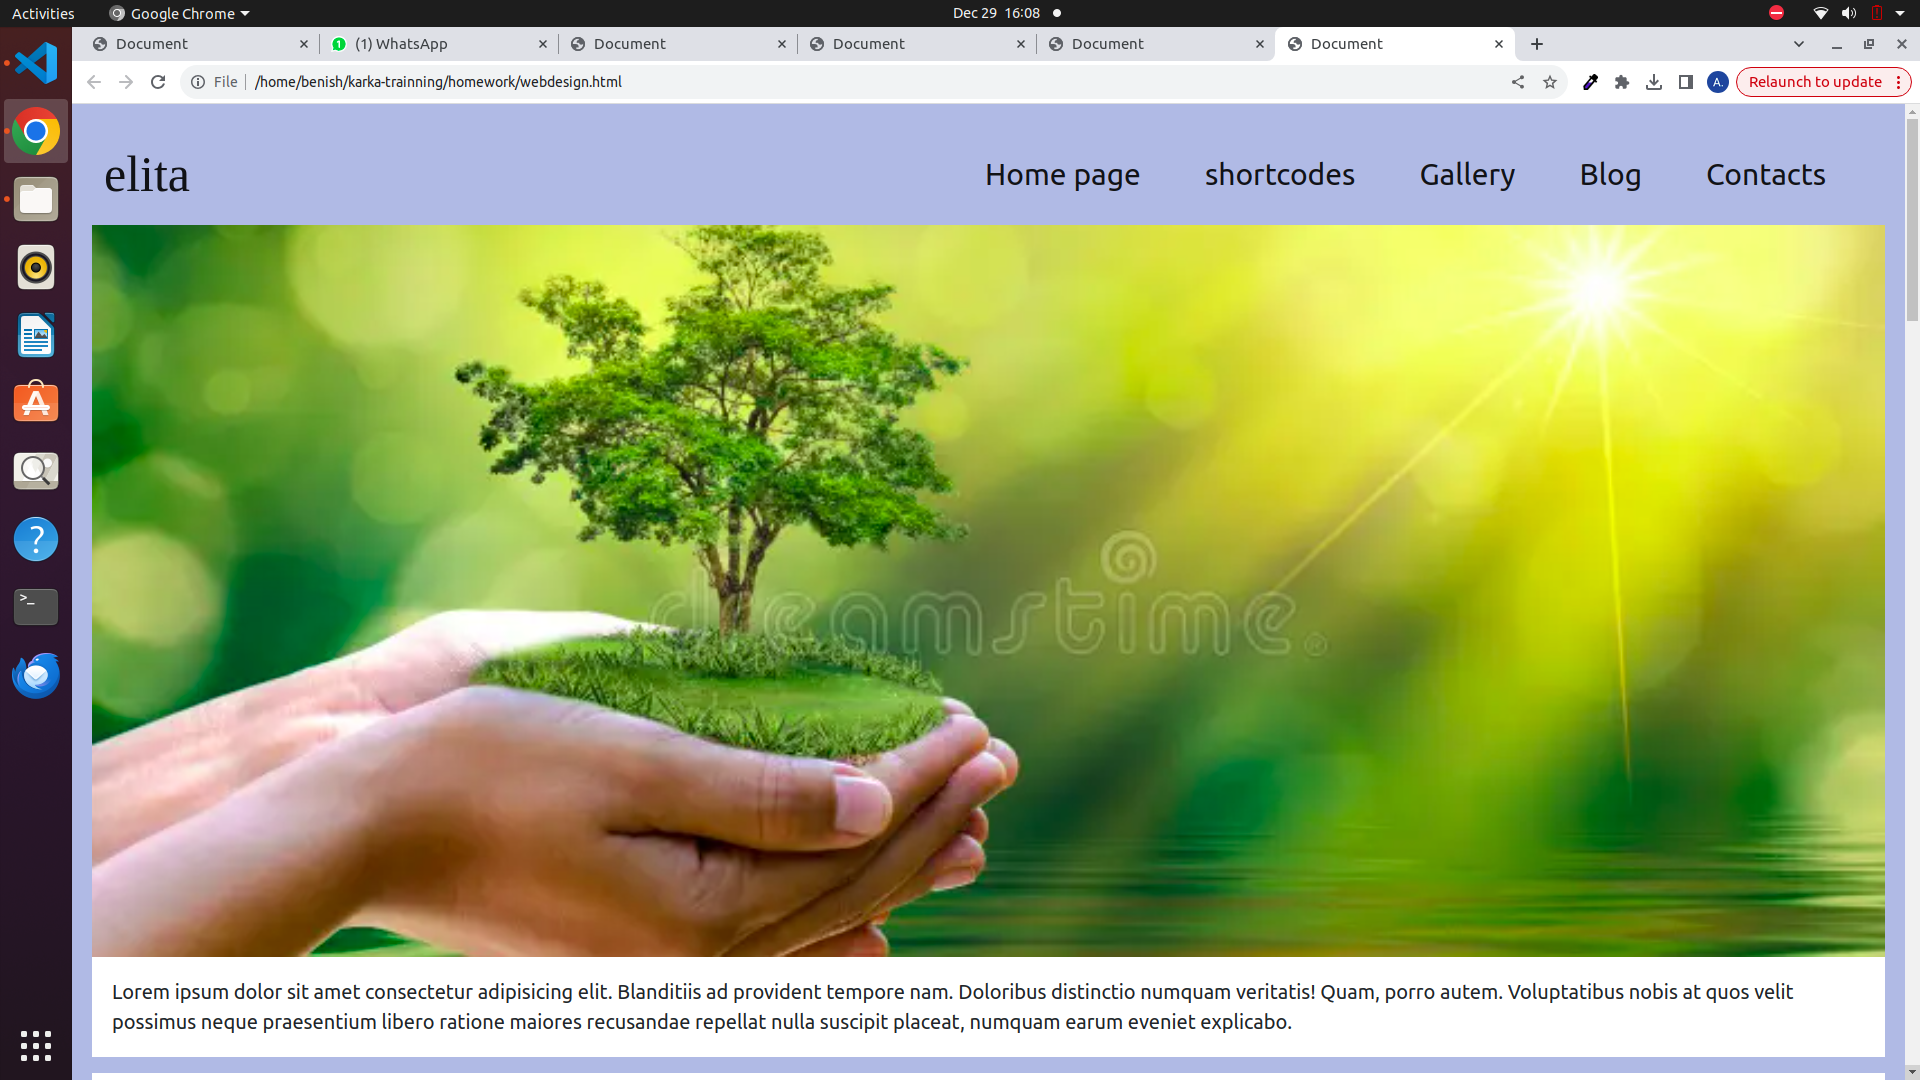 Activities
Google Chrome
Dec 29 16:08
Document
(1) WhatsApp
Document
Document
Document
Document
File
/home/benish/karka-trainning/homework/webdesign.html
A.
Relaunch to update
elita
Home page
shortcodes
Gallery
Blog
Contacts
dreamstime®
Lorem ipsum dolor sit amet consectetur adipisicing elit. Blanditiis ad provident tempore nam. Doloribus distinctio numquam veritatis! Quam, porro autem. Voluptatibus nobis at quos velit
possimus neque praesentium libero ratione maiores recusandae repellat nulla suscipit placeat, numquam earum eveniet explicabo.